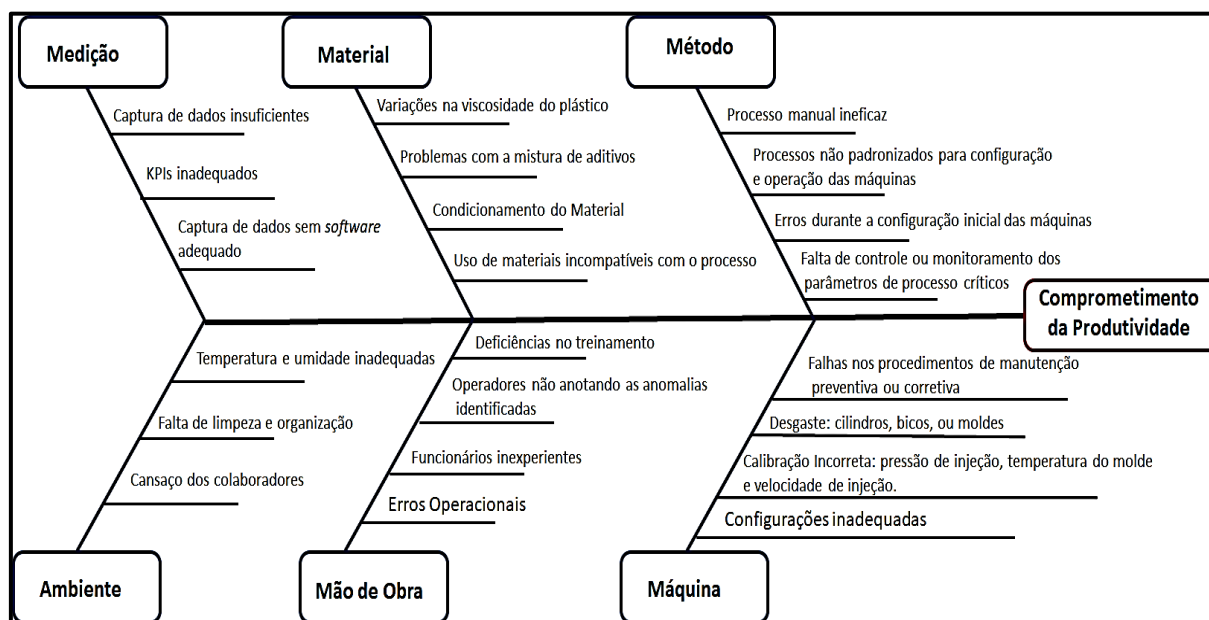 Medição
Captura de dados insuficientes
KPIs inadequados
Captura de dados sem software
adequado
Material
Variações na viscosidade do plástico
Problemas com a mistura de aditivos
Condicionamento do Material
Uso de materiais incompatíveis com o processo
Método
Processo manual ineficaz
Processos não padronizados para configuração
e operação das máquinas
Erros durante a configuração inicial das máquinas
Falta de controle ou monitoramento dos
parâmetros de processo críticos
Comprometimento
da Produtividade
Temperatura e umidade inadequadas
Falta de limpeza e organização
Cansaço dos colaboradores
Ambiente
Deficiências no treinamento
Operadores não anotando as anomalias
identificadas
Funcionários inexperientes
Erros Operacionais
Mão de Obra
Falhas nos procedimentos de manutenção
preventiva ou corretiva
Desgaste: cilindros, bicos, ou moldes
Calibração Incorreta: pressão de injeção, temperatura do molde
e velocidade de injeção.
Configurações inadequadas
Máquina